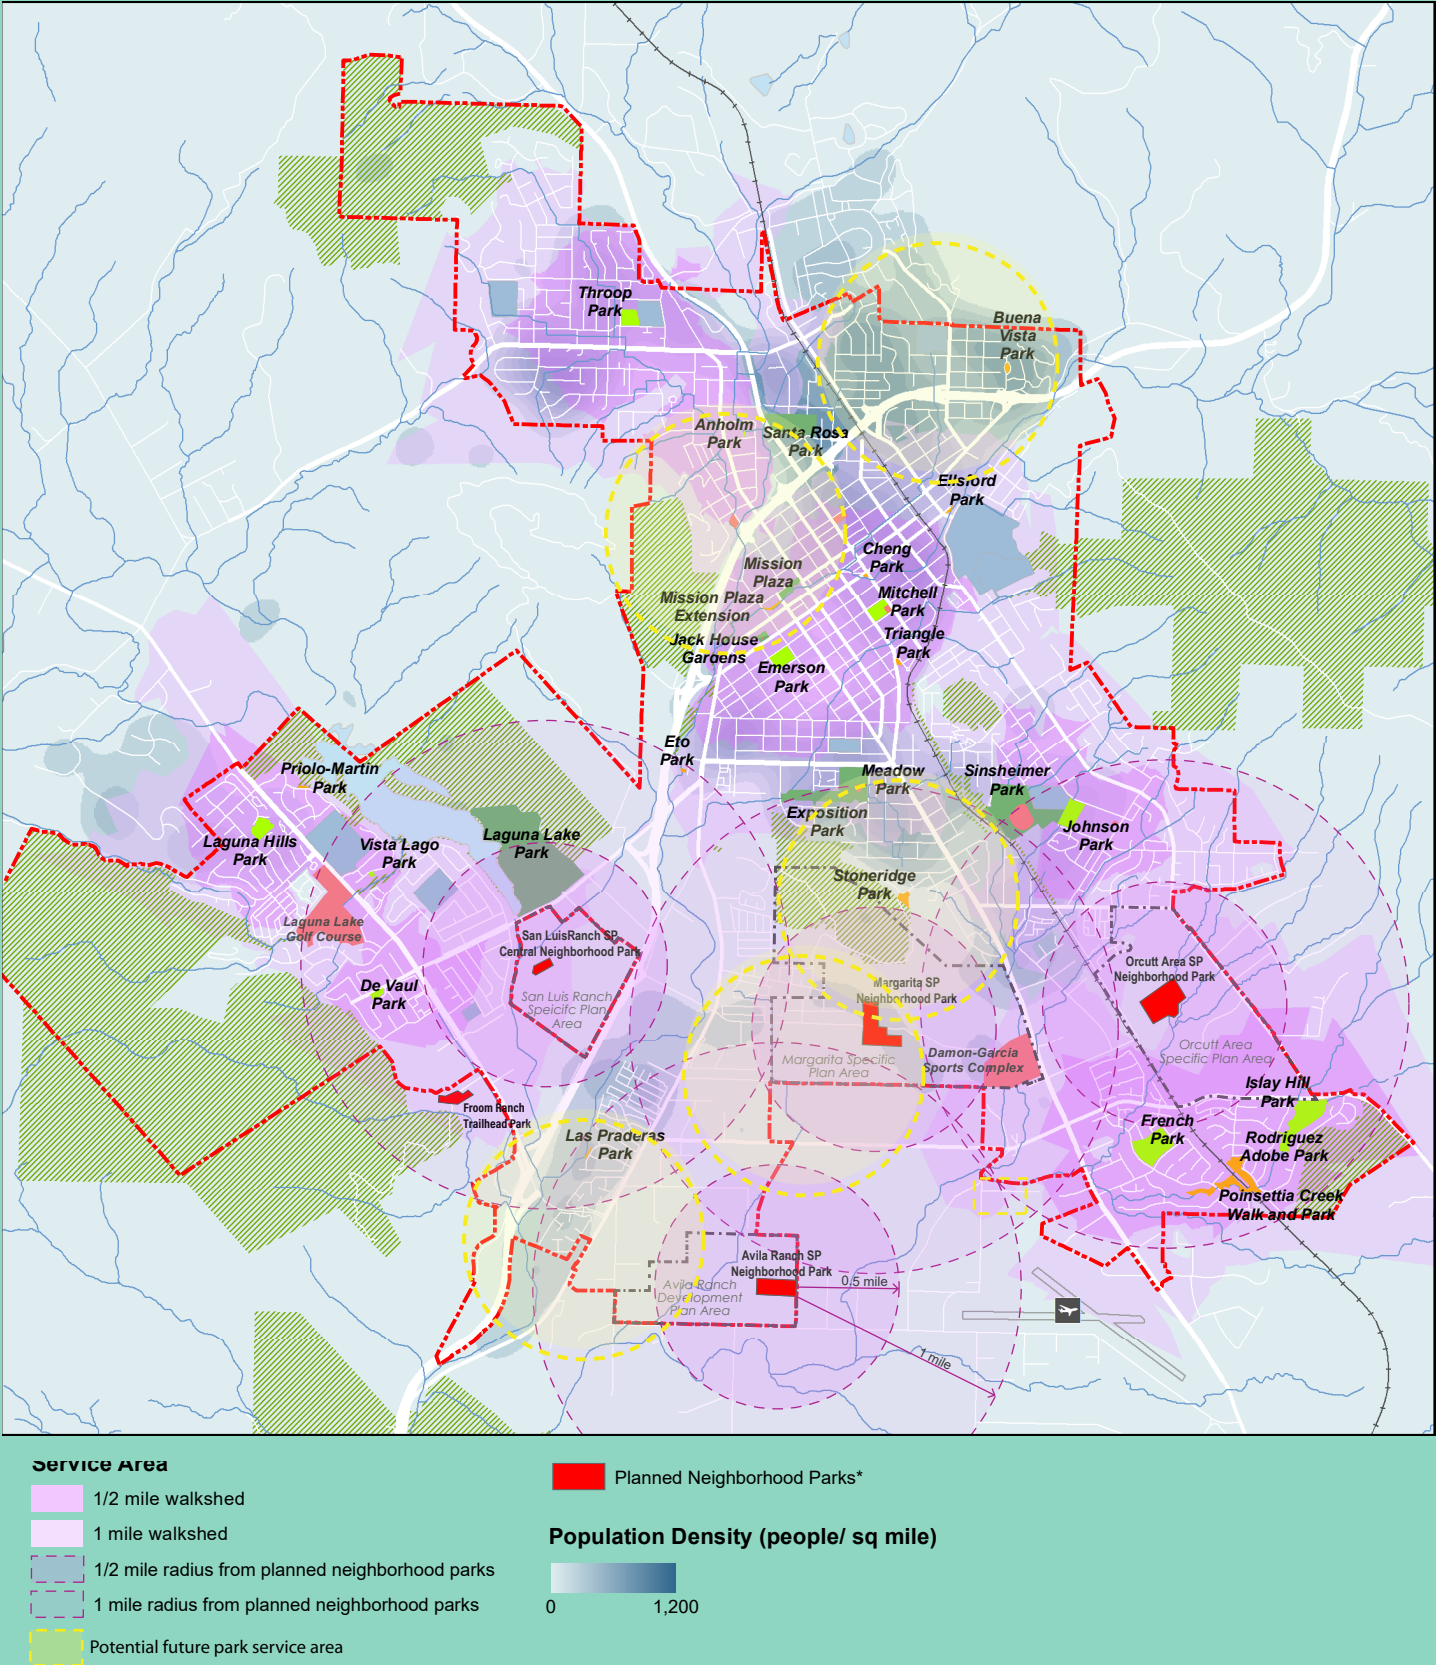 Throop
Park
Buena
Vista
Park
Anholm
Park
Santa Rosa
Park
Ellsford
Park
Cheng
Park
Mission
Plaza
Mission Plaza
Extension
Mitchell
Park
Triangle
Park
Jack House
Gardens
Emerson
Park
Eto
Park
Priolo-Martin
Park
Meadow
Park
Sinsheimer
Park
Laguna Hills
Park
Vista Lago
Park
Laguna Lake
Park
Exposition
Park
Johnson
Park
Stoneridge
Park
Laguna Lake
Golf Course
San LuisRanch SP
Central Neighborhood Park
De Vaul
Park
San Luis Ranch
Speicifc Plan
Area
Margarita SP
Neighborhood Park
Orcutt Area SP
Neighborhood Park
Margarita Specific
Plan Area
Damon-Garcia
Sports Complex
Orcutt Area
Specific Plan Area
Froom Ranch
Trailhead Park
Islay Hill
Park
French
Park
Rodriguez
Adobe Park
Las Praderas
Park
Poinsettia Creek
Walk and Park
Avila Ranch SP
Neighborhood Park
Avila Ranch
Development
Plan Area
0.5 mile
1 mile
Service Area
1/2 mile walkshed
1 mile walkshed
1/2 mile radius from planned neighborhood parks
1 mile radius from planned neighborhood parks
Potential future park service area
Planned Neighborhood Parks*
Population Density (people/ sq mile)
0 1,200